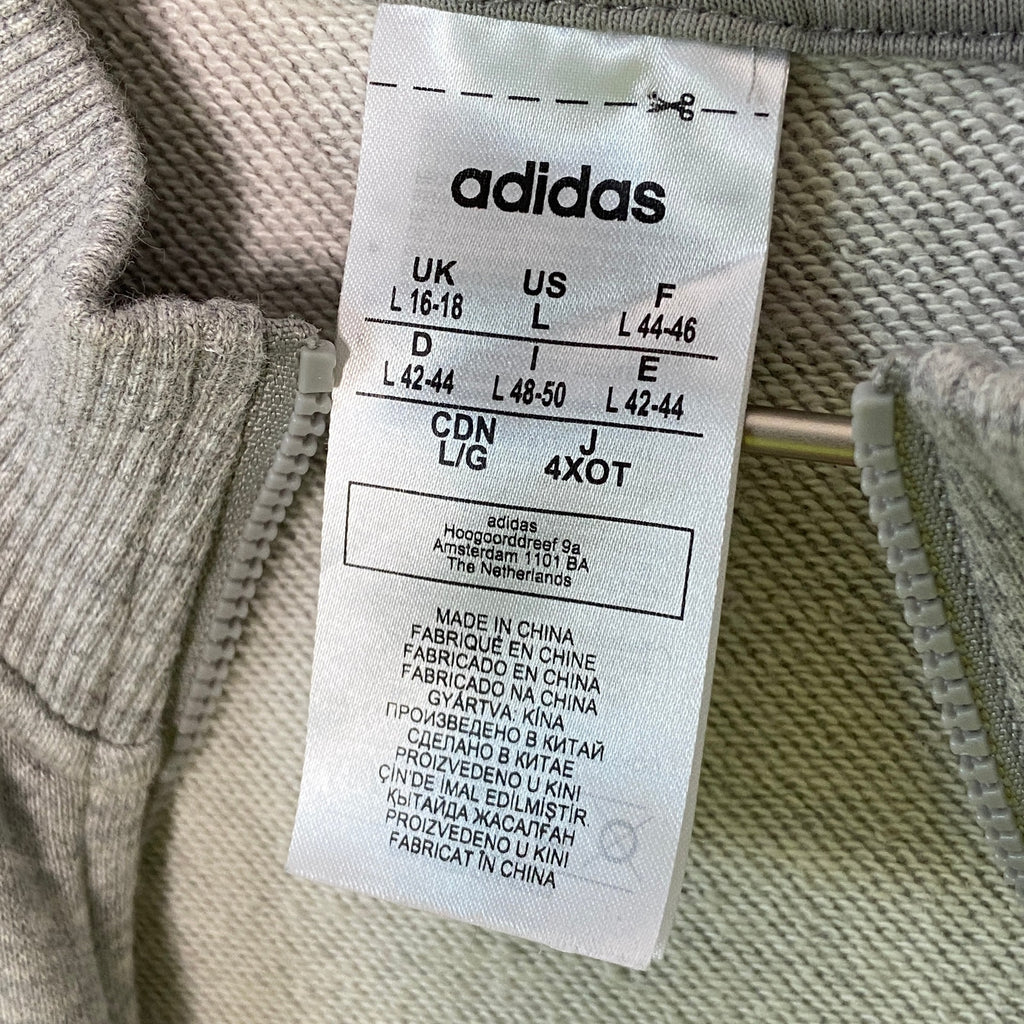 adidas
UK US F
L 16-18 L L 44-46
D I E
L 42-44 L 48-50 L 42-44
CDN J
L/G 4XOT
adidas
Hoogoorddreef 9a
Amsterdam 1101 BA
The Netherlands
MADE IN CHINA
FABRIQUÉ EN CHINE
FABRICADO EN CHINA
FABRICADO NA CHINA
GYÁRTVA: KÍNA
ПРОИЗВЕДЕНО В КИТАЙ
СДЕЛАНО В КИТАЕ
PROIZVEDENO U KINI
ÇİN'DE İMAL EDİLMİŞTİR
ҚЫТАЙДА ЖАСАЛҒАН
PROIZVEDENO U KINI
FABRICAT ÎN CHINA